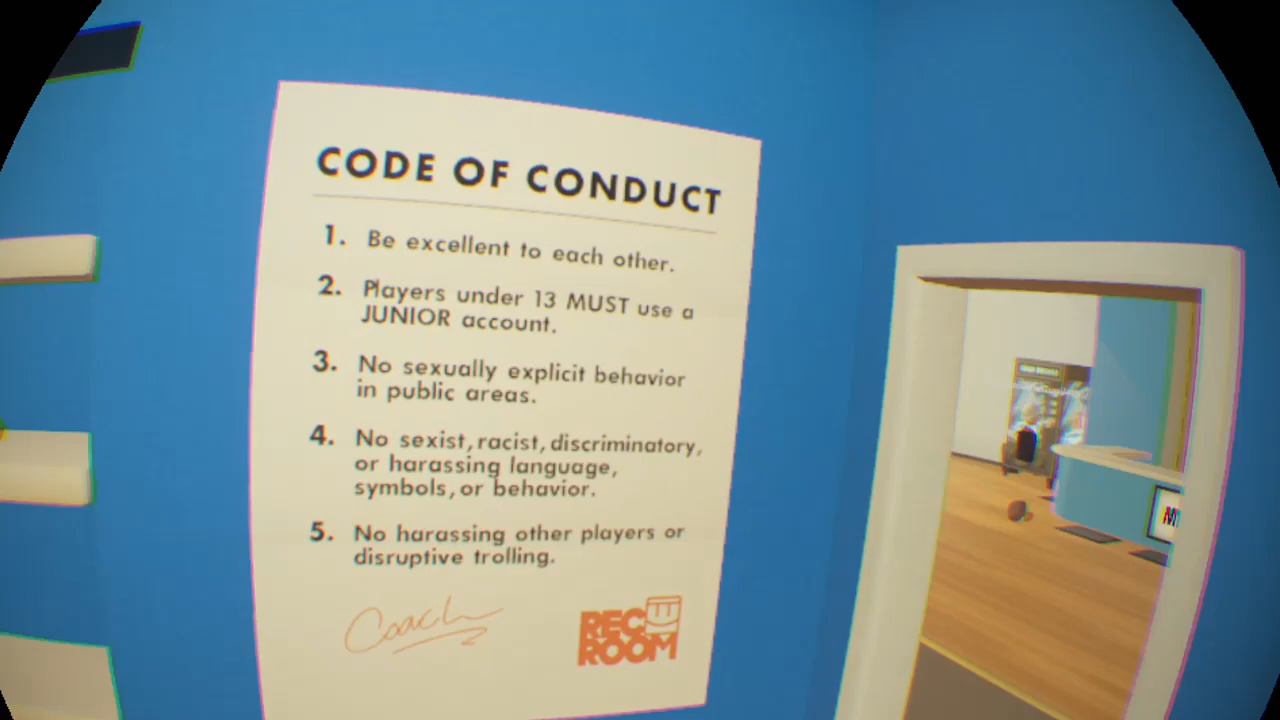 CODE OF CONDUCT
1. Be excellent to each other.
2. Players under 13 MUST use a
JUNIOR account.
3. No sexually explicit behavior
in public areas.
4. No sexist, racist, discriminatory,
or harassing language,
symbols, or behavior.
5. No harassing other players or
disruptive trolling.
Coach
REC
ROOM